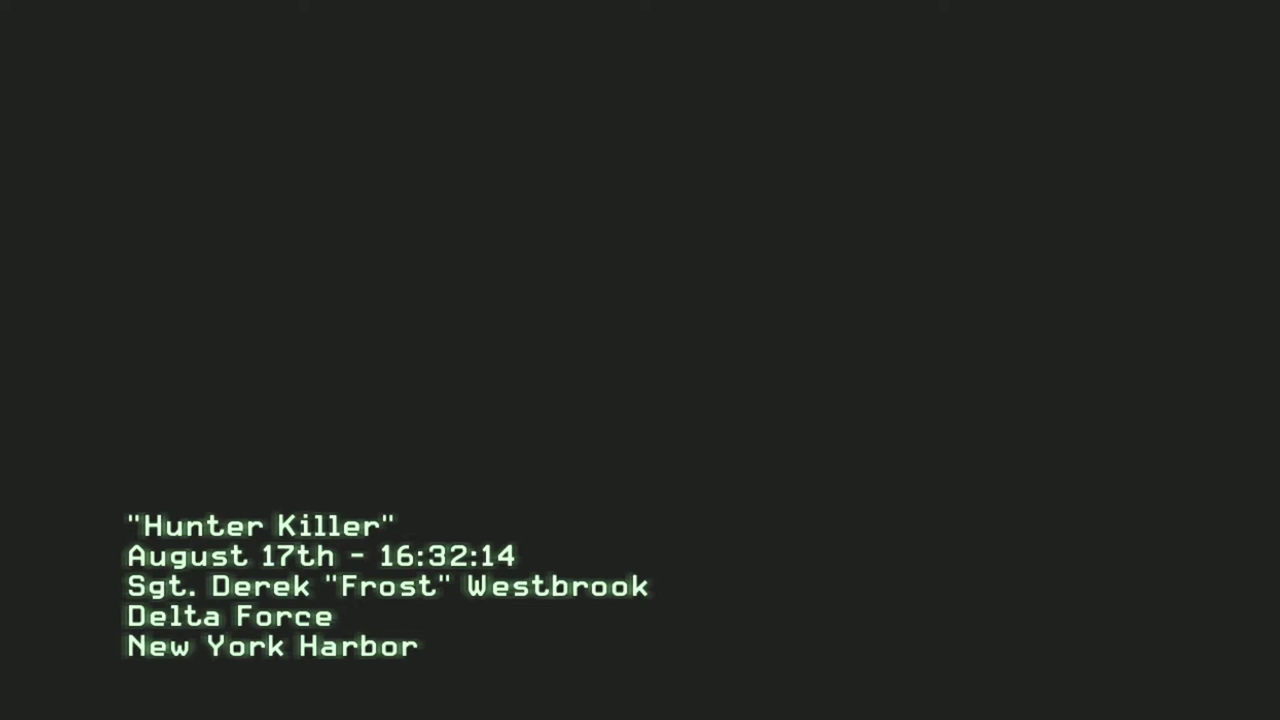 "Hunter Killer"
August 17th - 16:32:14
Sgt. Derek "Frost" Westbrook
Delta Force
New York Harbor